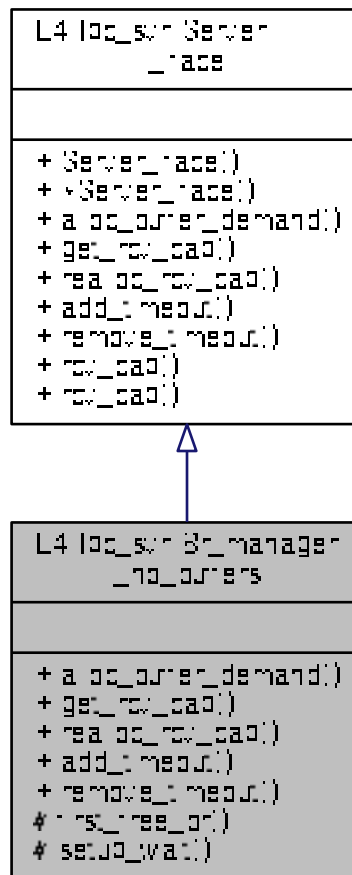 L4::Ipc_svr::Server
_iface
+ Server_iface()
+ ~Server_iface()
+ alloc_buffer_demand()
+ get_rcv_cap()
+ realloc_rcv_cap()
+ add_timeout()
+ remove_timeout()
+ rcv_cap()
+ rcv_cap()
L4::Ipc_svr::Br_manager
_no_buffers
+ alloc_buffer_demand()
+ get_rcv_cap()
+ realloc_rcv_cap()
+ add_timeout()
+ remove_timeout()
# first_free_br()
# setup_wait()